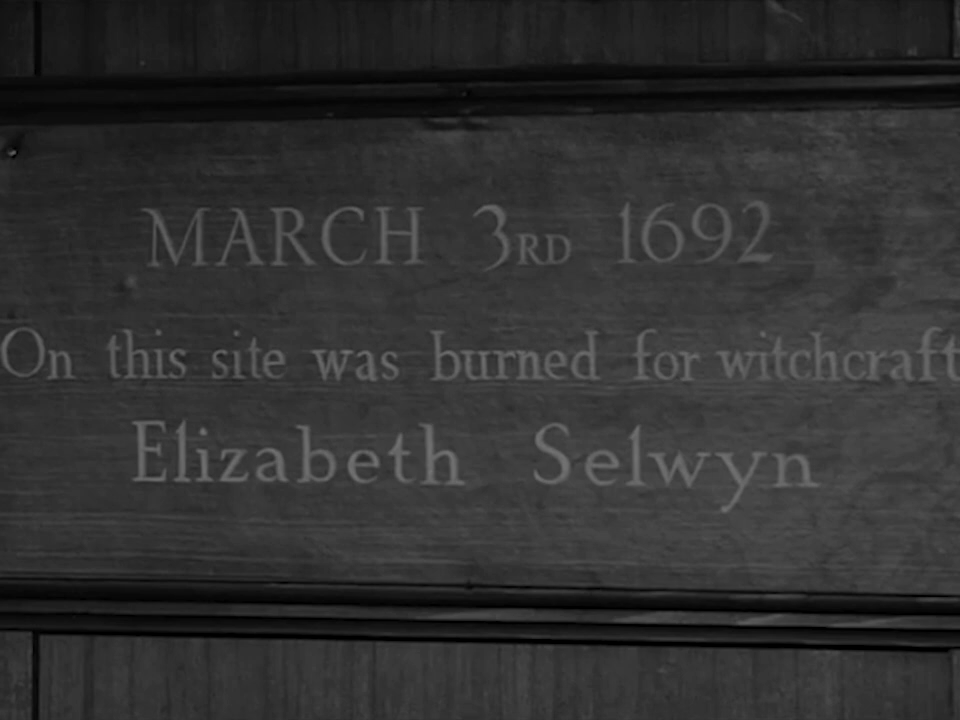 MARCH 3RD 1692
On this site was burned for witchcraft
Elizabeth Selwyn